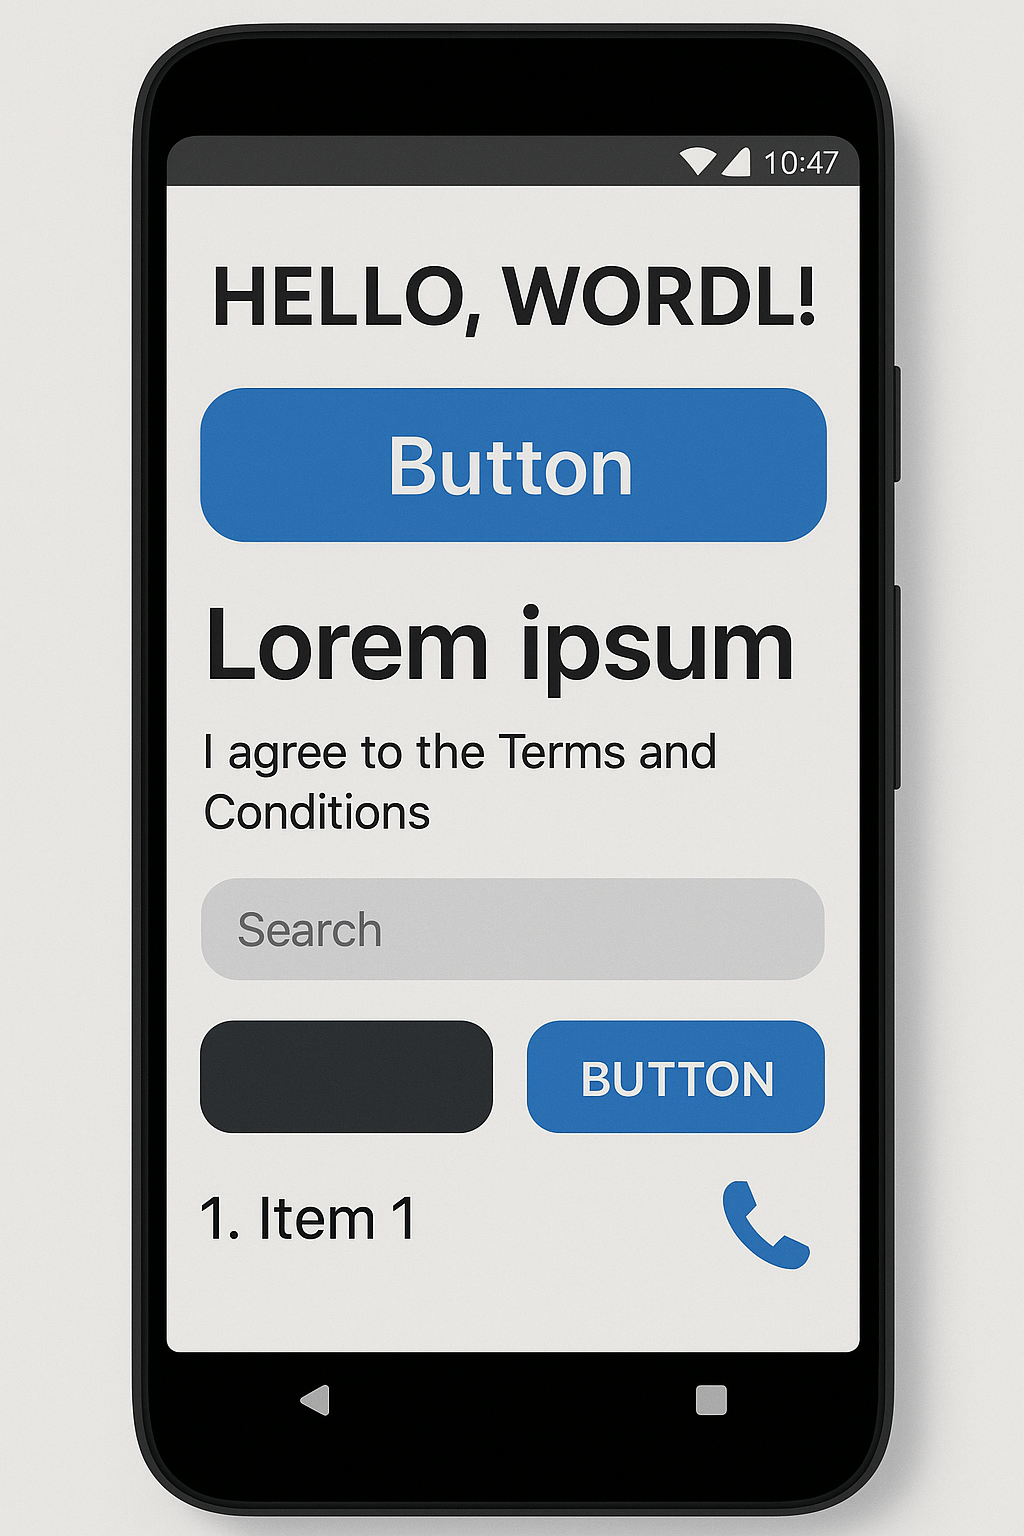 10:47
HELLO, WORDL!
Button
Lorem ipsum
I agree to the Terms and
Conditions
Search
BUTTON
1. Item 1